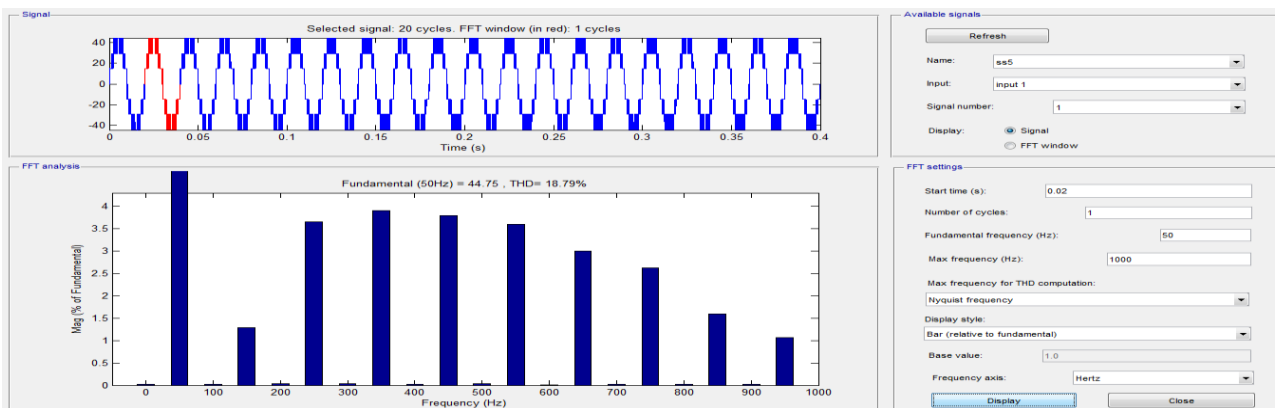 Signal
Selected signal: 20 cycles. FFT window (in red): 1 cycles
40
20
0
-20
-40
0 0.05 0.1 0.15 0.2 0.25 0.3 0.35 0.4
Time (s)
FFT analysis
Fundamental (50Hz) = 44.75 , THD= 18.79%
4
3.5
3
2.5
2
1.5
1
0.5
0
Mag (% of Fundamental)
0 100 200 300 400 500 600 700 800 900 1000
Frequency (Hz)
Available signals
Refresh
Name: ss5
Input: input 1
Signal number: 1
Display: Signal
FFT window
FFT settings
Start time (s): 0.02
Number of cycles: 1
Fundamental frequency (Hz): 50
Max frequency (Hz): 1000
Max frequency for THD computation:
Nyquist frequency
Display style:
Bar (relative to fundamental)
Base value: 1.0
Frequency axis: Hertz
Display Close